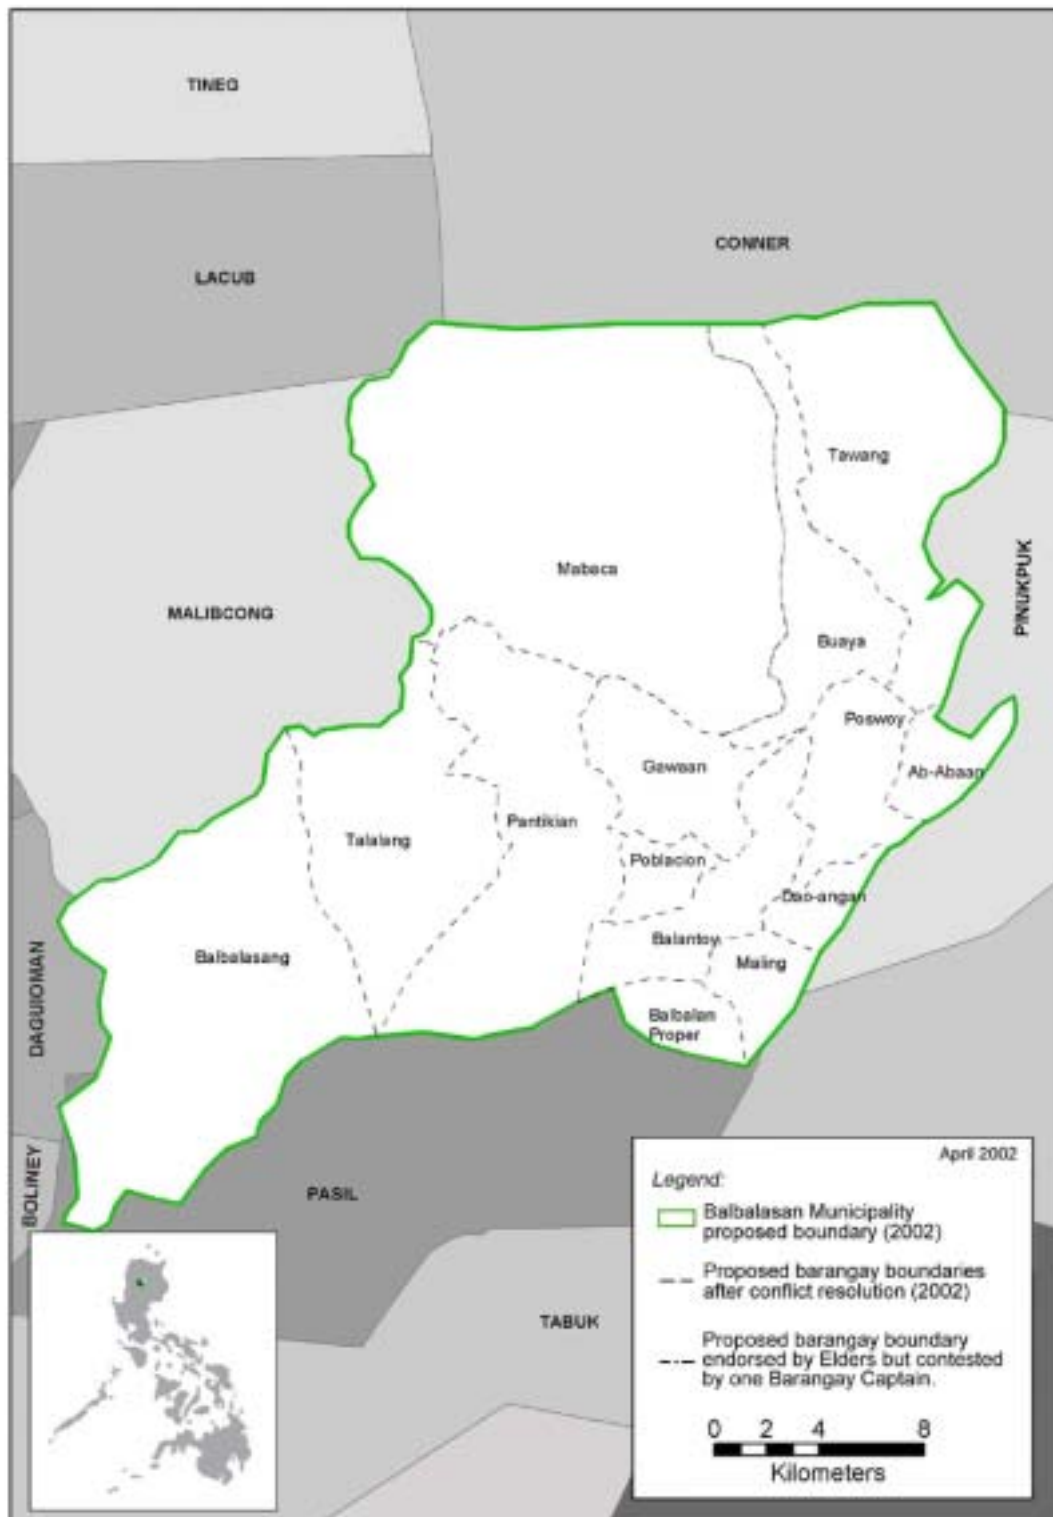 TINEG
CONNER
LACUB
Tawang
Mabaca
PINUKPUK
MALIBCONG
Buaya
Poswoy
Gawaan
Ab-Abaan
Pantikian
Talalang
Poblacion
Dao-angan
Balantoy
Balbalasang
Maling
DAGUIOMAN
Balbalan
Proper
BOLINEY
PASIL
TABUK
April 2002
Legend:
Balbalasan Municipality
proposed boundary (2002)
Proposed barangay boundaries
after conflict resolution (2002)
Proposed barangay boundary
endorsed by Elders but contested
by one Barangay Captain.
0 2 4 8
Kilometers